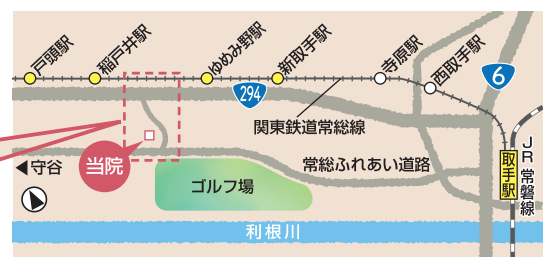 戸頭駅
稲戸井駅
ゆめみ野駅
新取手駅
寺原駅
西取手駅
294
6
関東鉄道常総線
取手駅
JR常磐線
守谷
当院
常総ふれあい道路
ゴルフ場
利根川